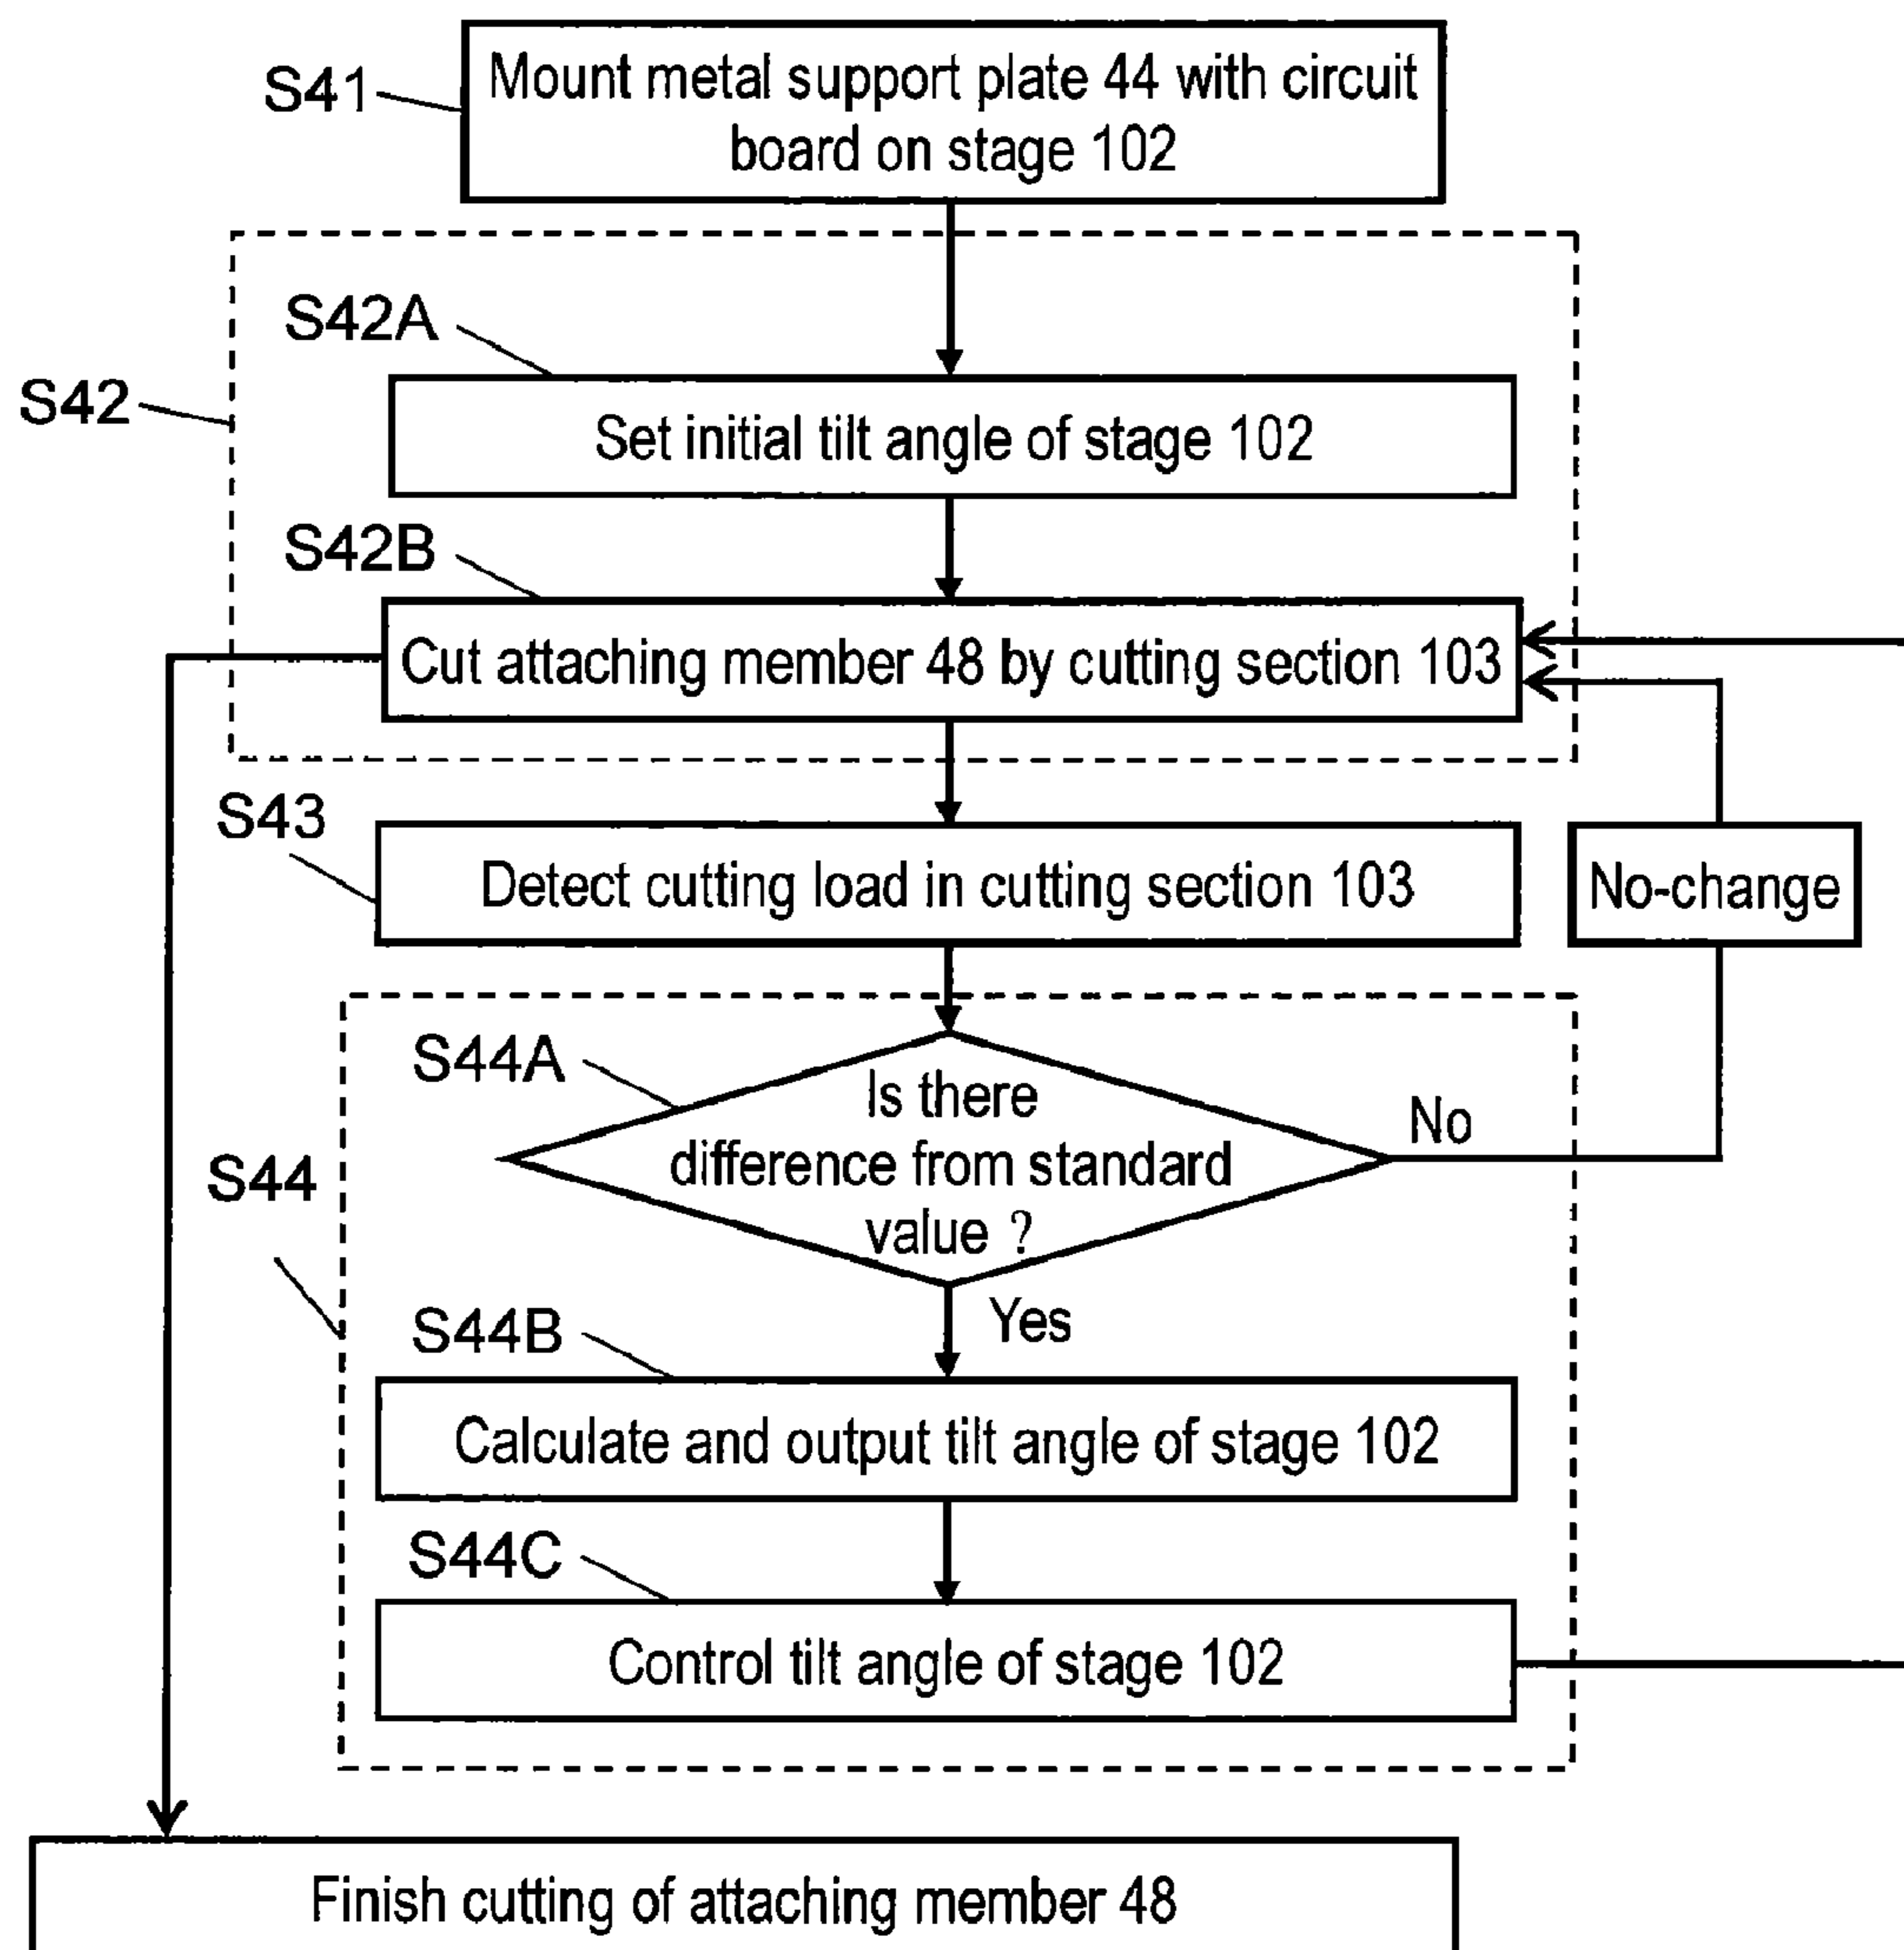 S41
Mount metal support plate 44 with circuit
board on stage 102
S42A
S42
Set initial tilt angle of stage 102
S42B
Cut attaching member 48 by cutting section 103
S43
Detect cutting load in cutting section 103
No-change
S44A
Is there
difference from standard
value ?
No
S44
Yes
S44B
Calculate and output tilt angle of stage 102
S44C
Control tilt angle of stage 102
Finish cutting of attaching member 48